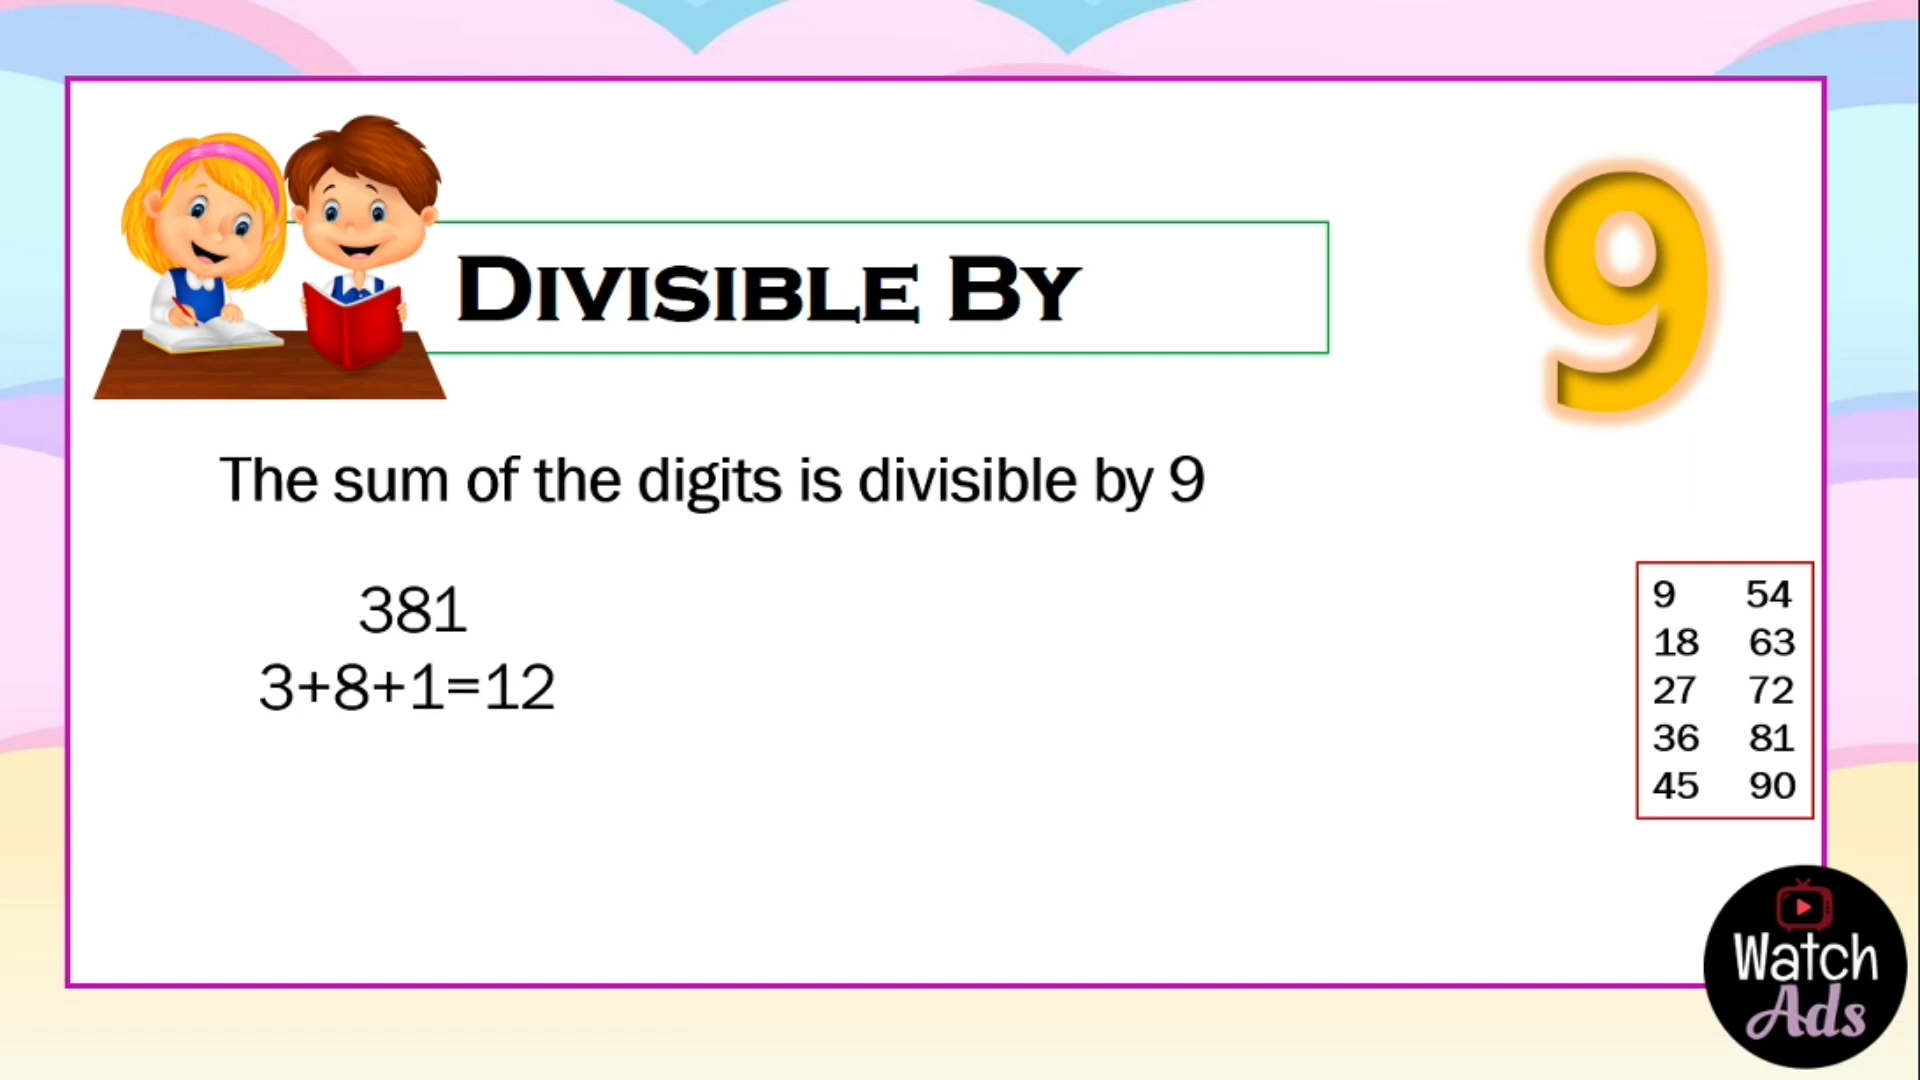 DIVISIBLE BY
9
The sum of the digits is divisible by 9
381
3+8+1=12
9 54
18 63
27 72
36 81
45 90
Watch
Ads